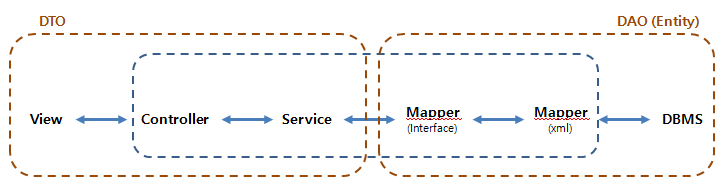 DTO
DAO (Entity)
View
Controller
Service
Mapper
(Interface)
Mapper
(xml)
DBMS